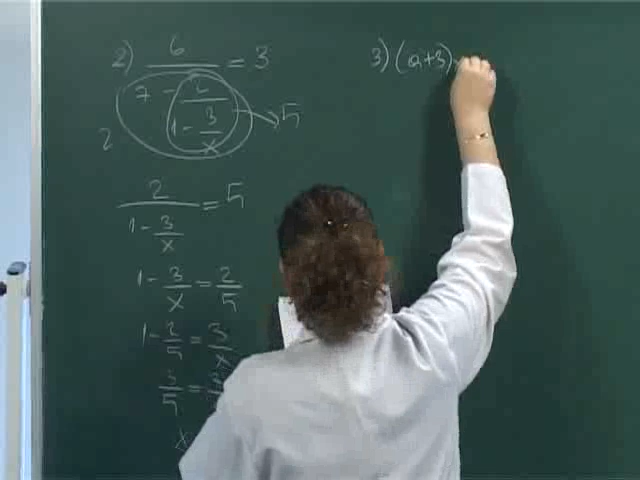 2) 6 / (7 - 2 / (1 - 3/x)) = 3
2
→ 5
2 / (1 - 3/x) = 5
1 - 3/x = 2/5
1 - 2/5 = 3/x
3/5 = 3
x
3) (a+3)